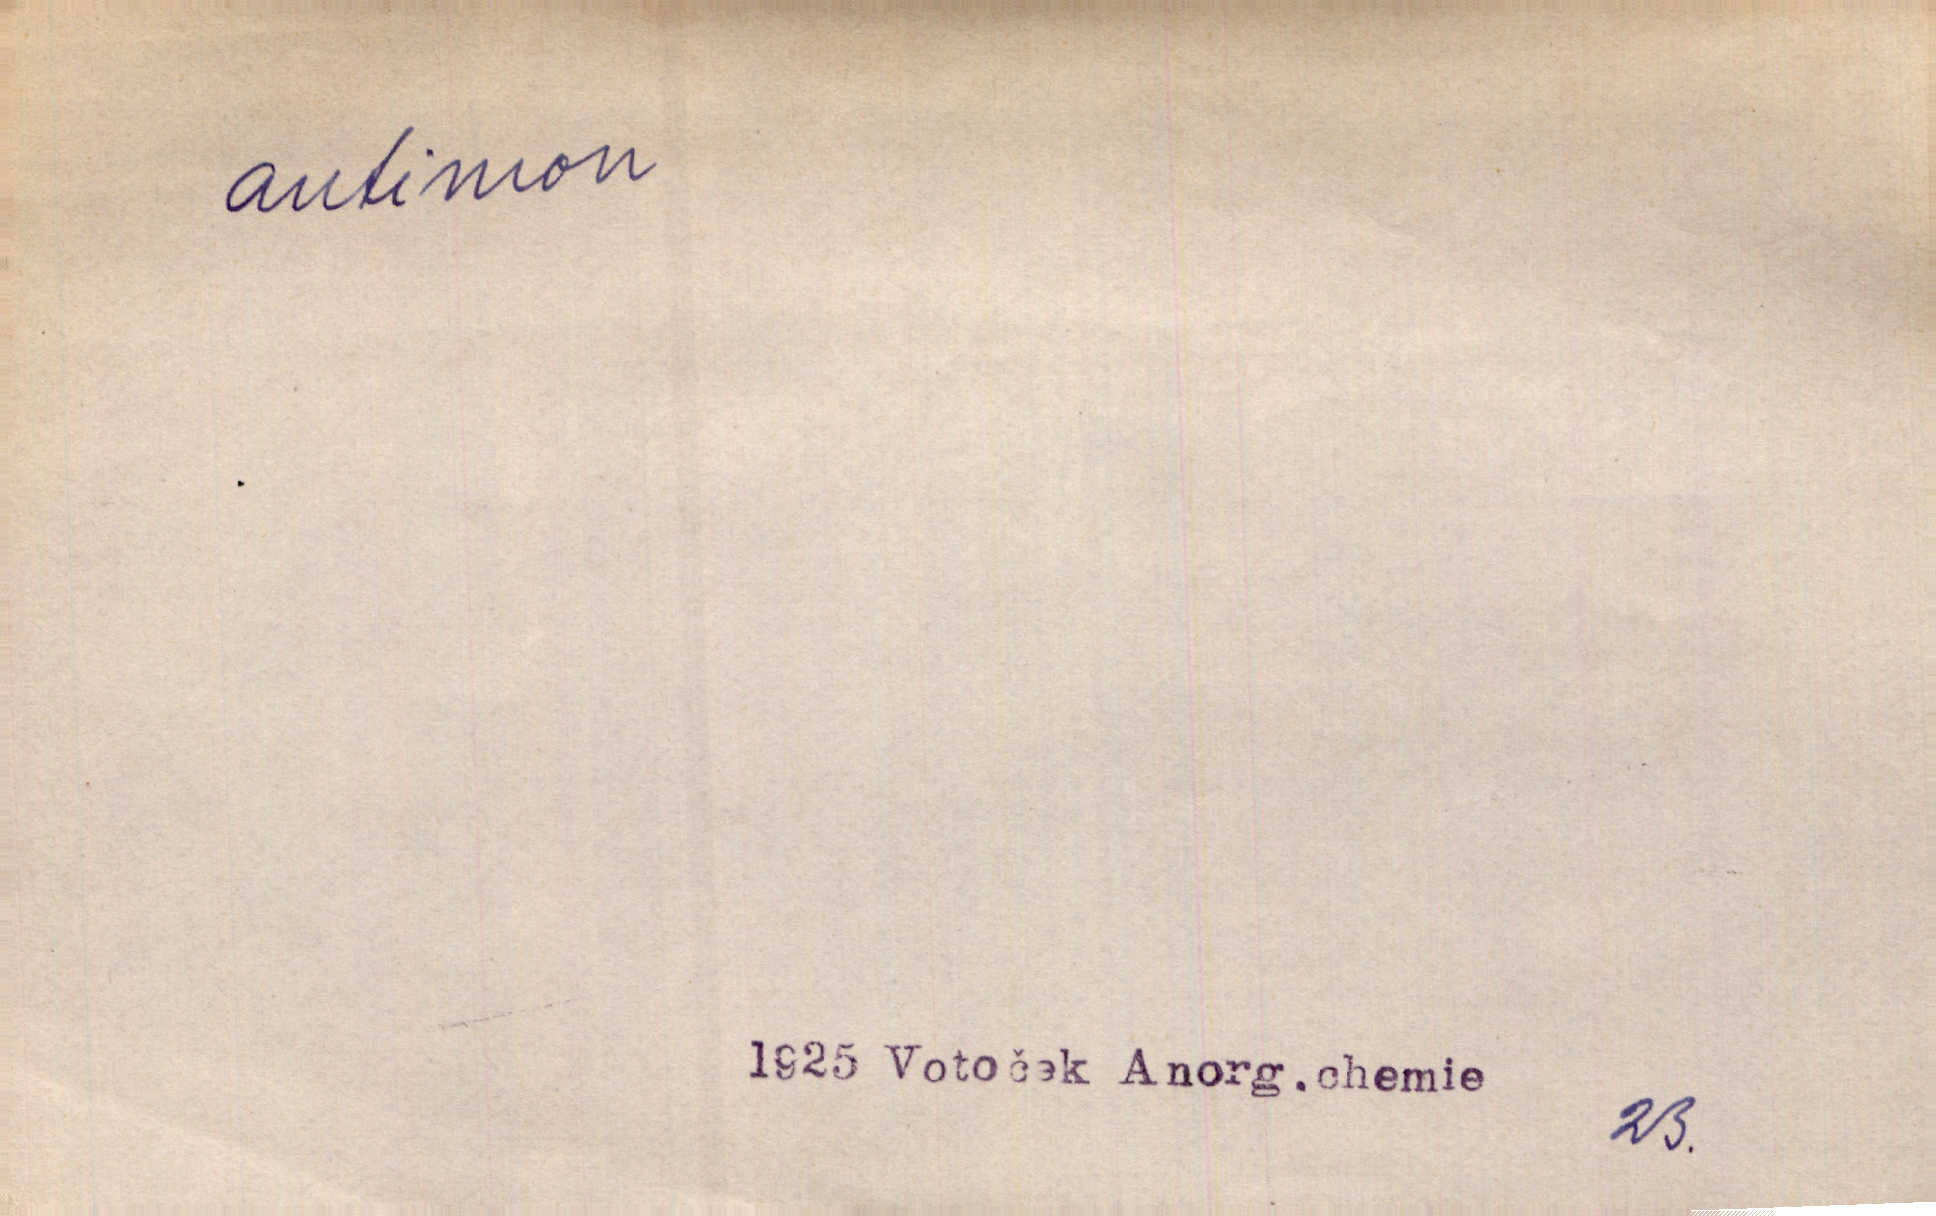 antimon
1925 Votoček Anorg.chemie
23.